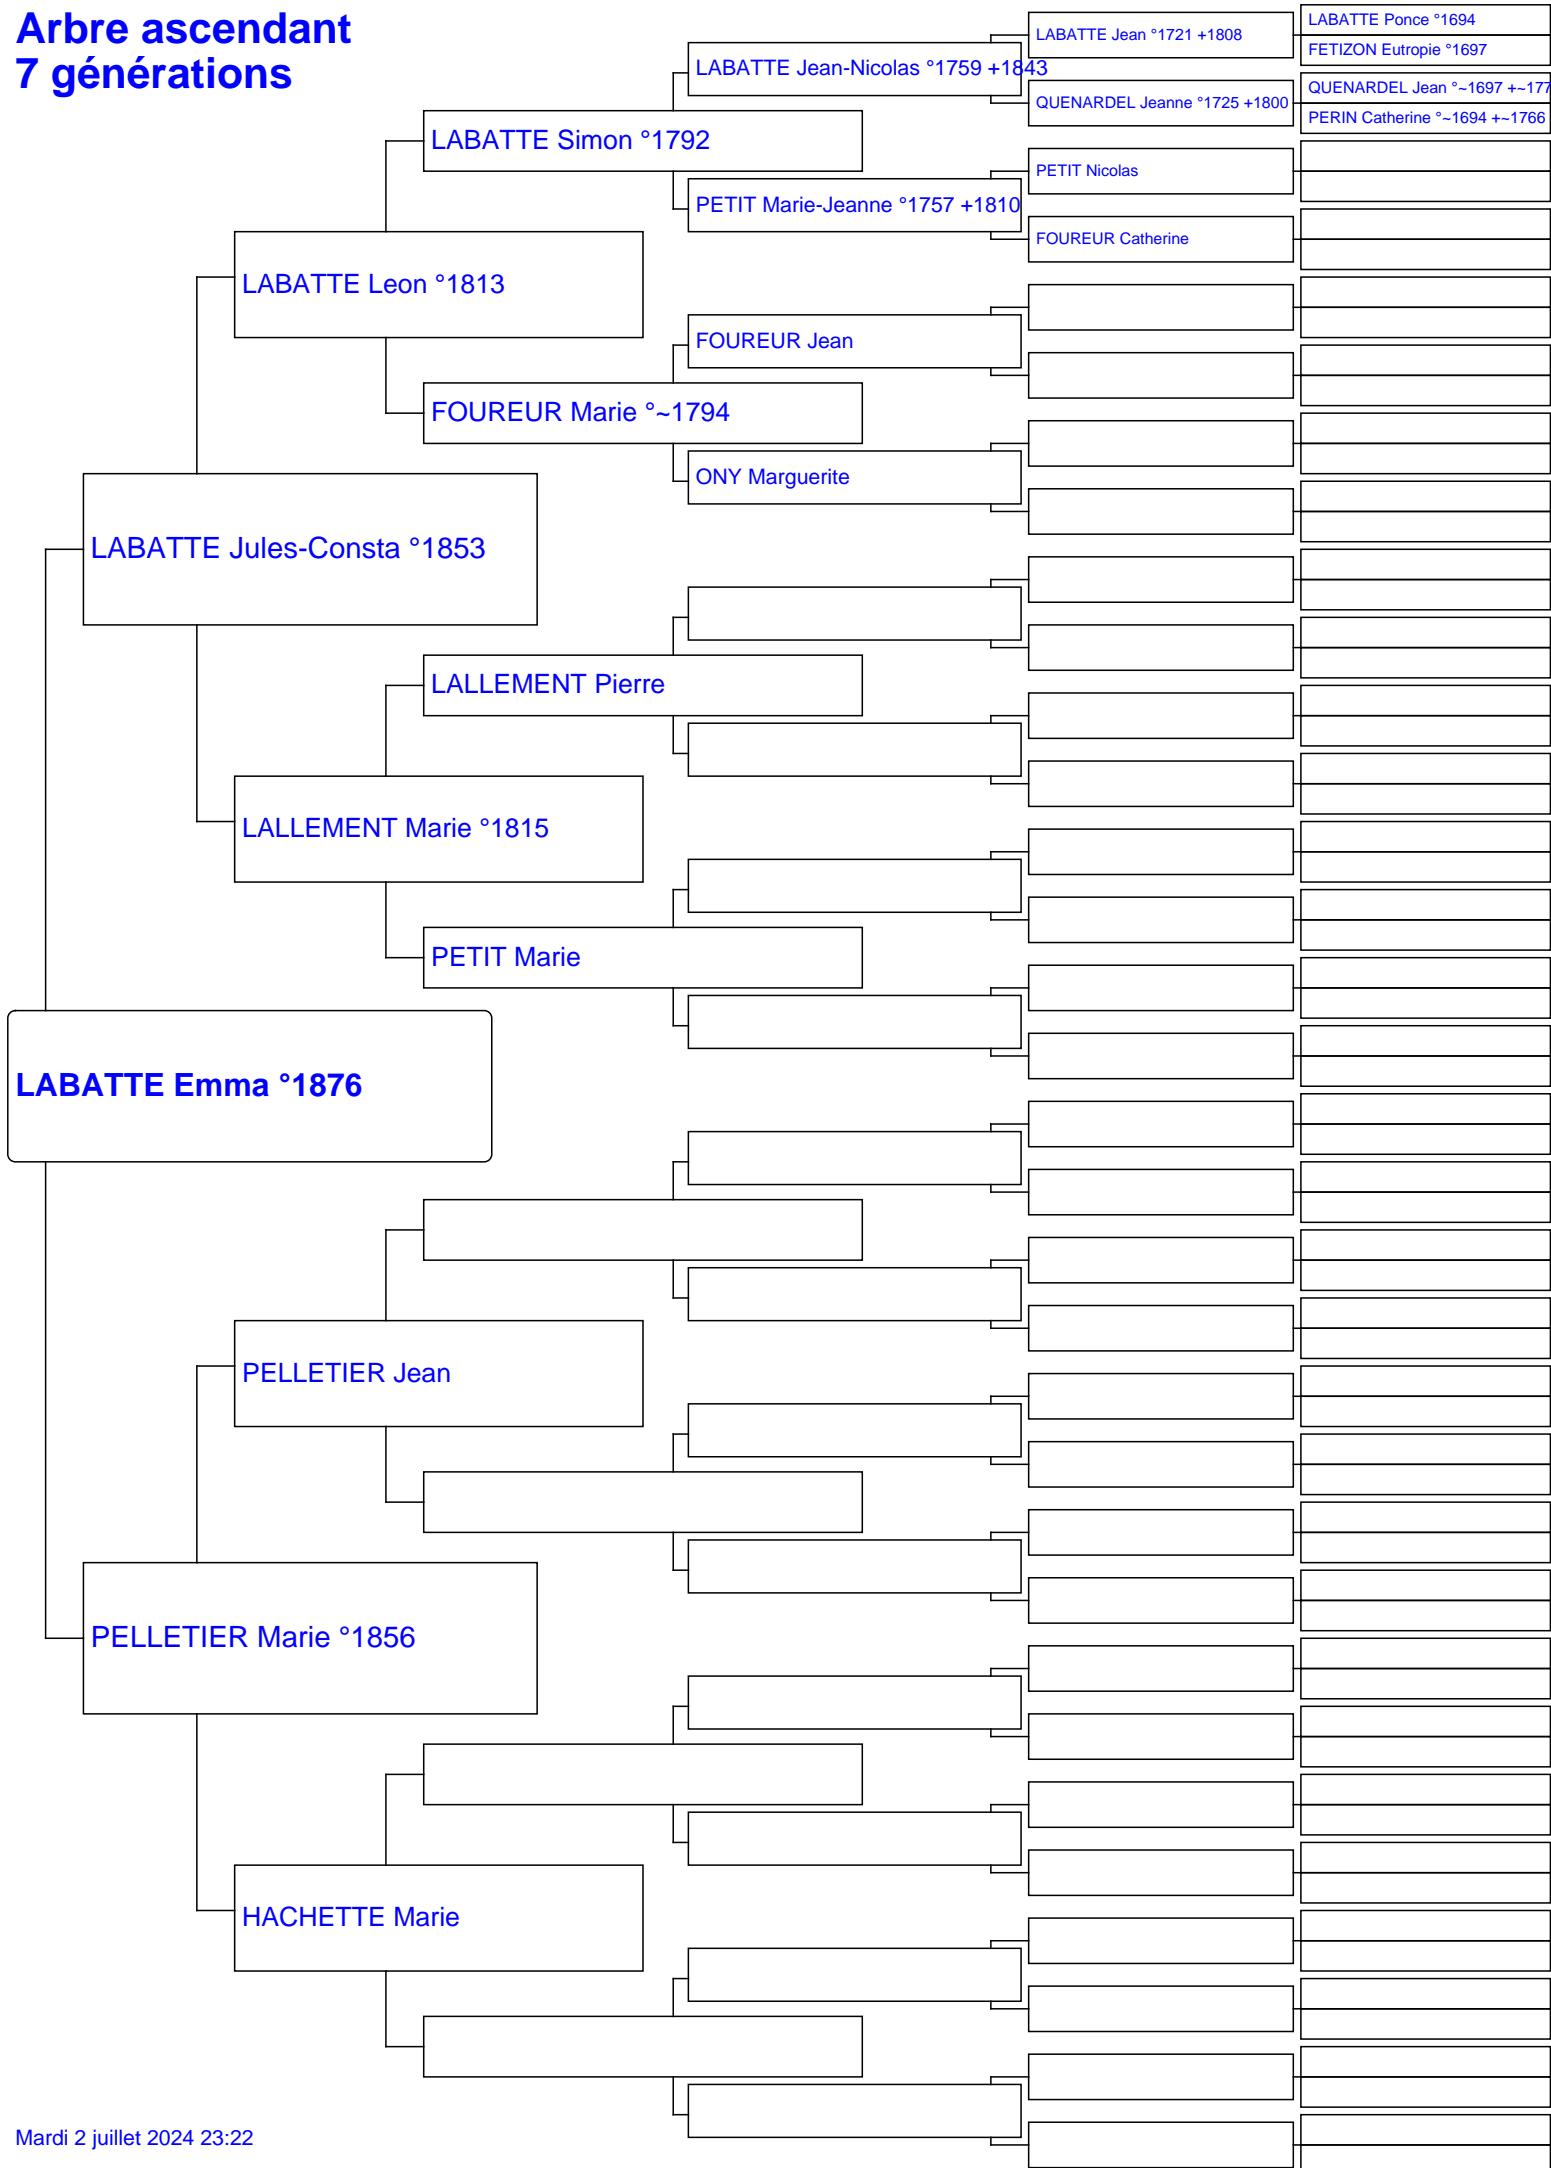 Arbre ascendant
7 générations
LABATTE Ponce °1694
LABATTE Jean °1721 +1808
FETIZON Eutropie °1697
LABATTE Jean-Nicolas °1759 +1843
QUENARDEL Jean °~1697 +~177
QUENARDEL Jeanne °1725 +1800
PERIN Catherine °~1694 +~1766
LABATTE Simon °1792
PETIT Nicolas
PETIT Marie-Jeanne °1757 +1810
FOUREUR Catherine
LABATTE Leon °1813
FOUREUR Jean
FOUREUR Marie °~1794
ONY Marguerite
LABATTE Jules-Consta °1853
LALLEMENT Pierre
LALLEMENT Marie °1815
PETIT Marie
LABATTE Emma °1876
PELLETIER Jean
PELLETIER Marie °1856
HACHETTE Marie
Mardi 2 juillet 2024 23:22